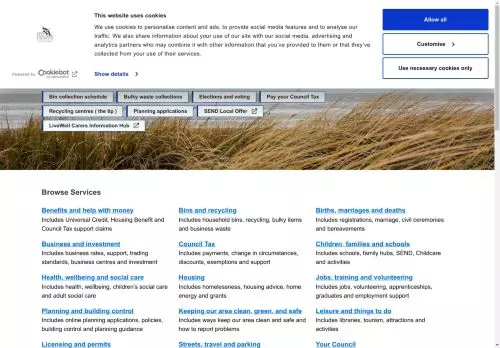 This website uses cookies
We use cookies to personalise content and ads, to provide social media features and to analyse our
traffic. We also share information about your use of our site with our social media, advertising and
analytics partners who may combine it with other information that you've provided to them or that they've
collected from your use of their services.
Allow all
Customise
Use necessary cookies only
Powered by Cookiebot
Show details
Bin collection schedule
Bulky waste collections
Elections and voting
Pay your Council Tax
Recycling centres ( the tip )
Planning applications
SEND Local Offer
LiveWell Carers Information Hub
Browse Services
Benefits and help with money
Includes Universal Credit, Housing Benefit and
Council Tax support claims
Bins and recycling
Includes household bins, recycling, bulky items
and business waste
Births, marriages and deaths
Includes registrations, marriage, civil ceremonies
and bereavements
Business and investment
Includes business rates, support, trading
standards, business centres and investment
Council Tax
Includes payments, change in circumstances,
discounts, exemptions and support
Children, families and schools
Includes schools, family hubs, SEND, Childcare
and activities
Health, wellbeing and social care
Includes health, wellbeing, children's social care
and adult social care
Housing
Includes homelessness, housing advice, home
energy and grants
Jobs, training and volunteering
Includes jobs, volunteering, apprenticeships,
graduates and employment support
Planning and building control
Includes online planning applications, policies,
building control and planning guidance
Keeping our area clean, green, and safe
Includes ways keep our area clean and safe and
how to report problems
Leisure and things to do
Includes libraries, tourism, attractions and
activities
Licensing and permits
Streets, travel and parking
Your Council